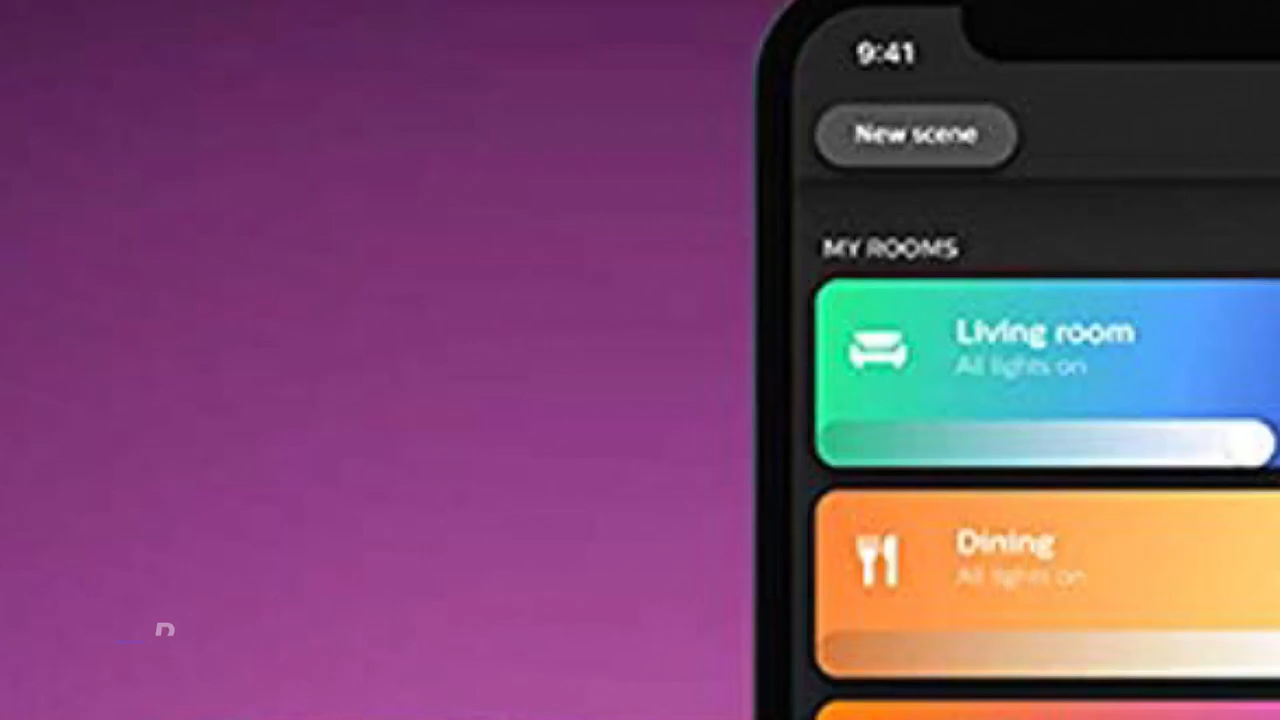 9:41
New scene
MY ROOMS
Living room
All lights on
Dining
All lights on